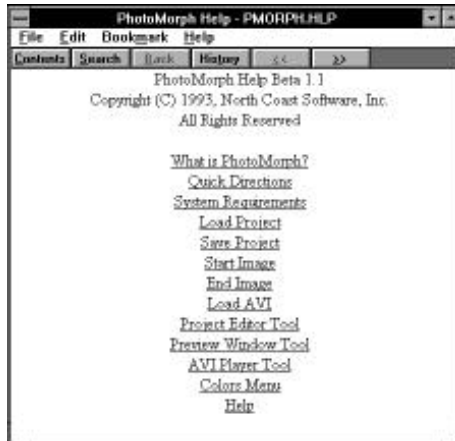 PhotoMorph Help - PMORPH.HLP
File Edit Bookmark Help
Contents Search Back History << >>
PhotoMorph Help Beta 1.1
Copyright (C) 1993, North Coast Software, Inc.
All Rights Reserved
What is PhotoMorph?
Quick Directions
System Requirements
Load Project
Save Project
Start Image
End Image
Load AVI
Project Editor Tool
Preview Window Tool
AVI Player Tool
Colors Menu
Help